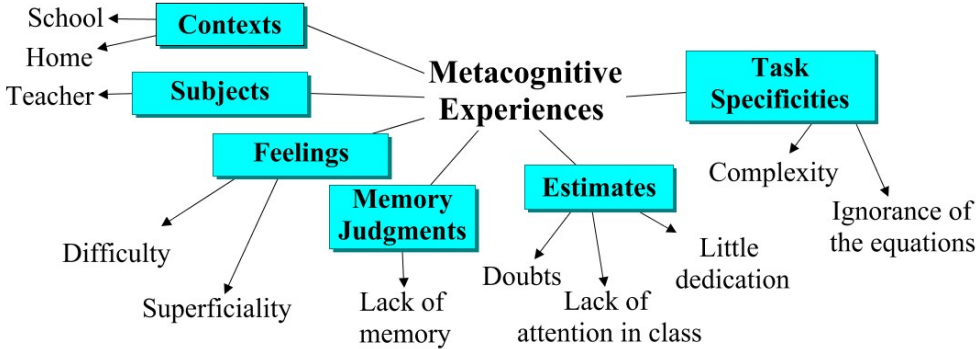 School
Contexts
Home
Metacognitive
Experiences
Task
Specificities
Teacher
Subjects
Feelings
Memory
Judgments
Estimates
Complexity
Ignorance of
the equations
Difficulty
Superficiality
Lack of
memory
Doubts
Lack of
attention in class
Little
dedication